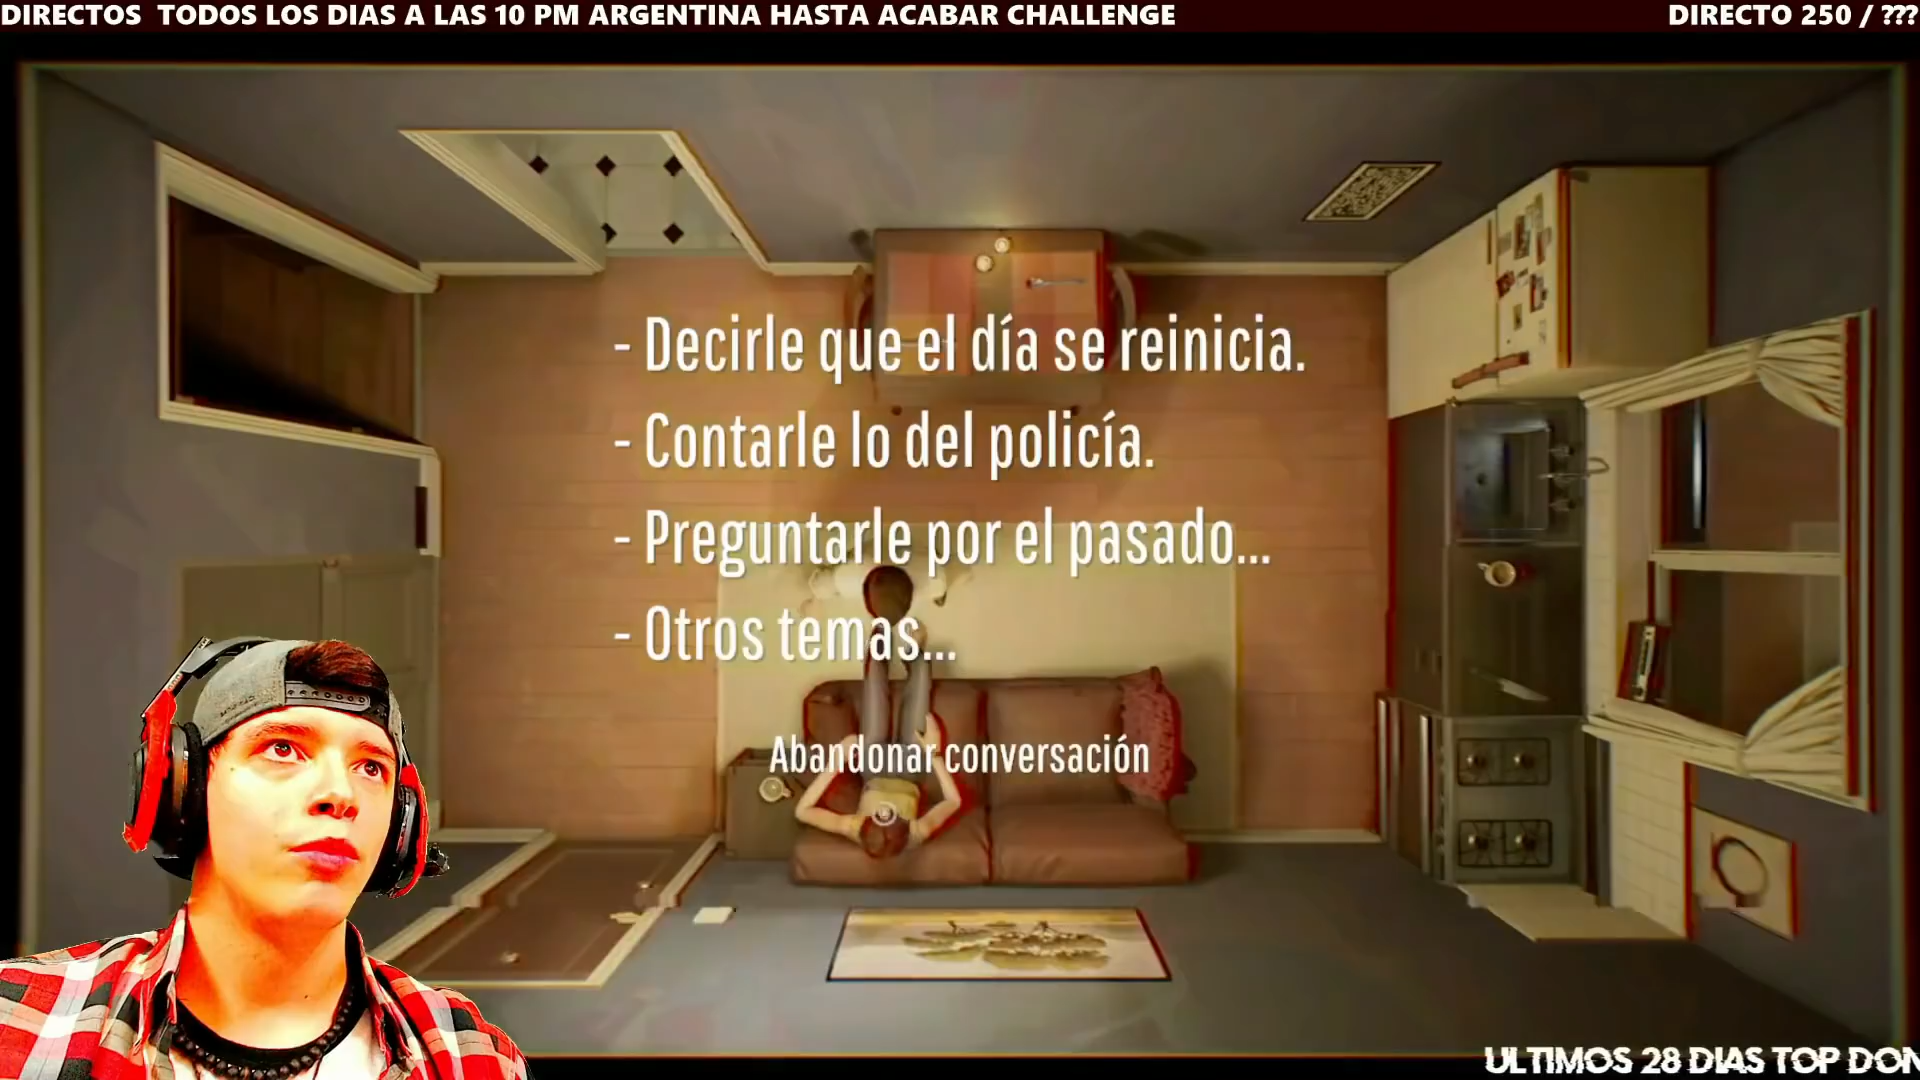 DIRECTOS TODOS LOS DIAS A LAS 10 PM ARGENTINA HASTA ACABAR CHALLENGE
DIRECTO 250 / ???
- Decirle que el día se reinicia.
- Contarle lo del policía.
- Preguntarle por el pasado...
- Otros temas...
Abandonar conversación
ULTIMOS 28 DIAS TOP DON